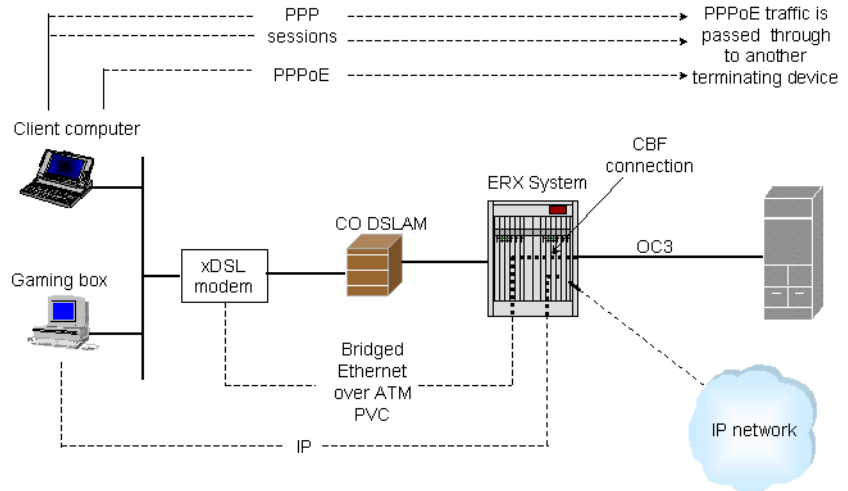 PPP
sessions
PPPoE
PPPoE traffic is
passed through
to another
terminating device
Client computer
CBF
connection
ERX System
CO DSLAM
OC3
xDSL
modem
Gaming box
Bridged
Ethernet
over ATM
PVC
IP
IP network